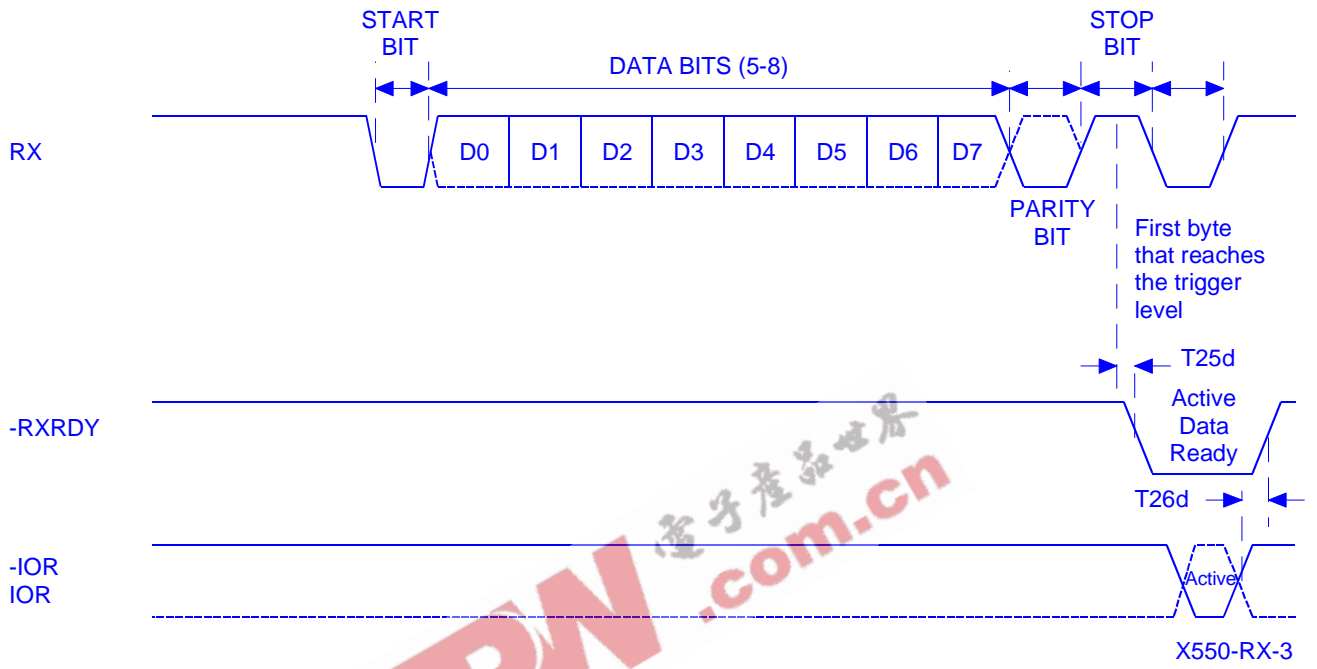 START
BIT
STOP
BIT
DATA BITS (5-8)
RX
D0 D1 D2 D3 D4 D5 D6 D7
PARITY
BIT
First byte
that reaches
the trigger
level
T25d
-RXRDY
Active
Data
Ready
T26d
電子產品世界
.com.cn
-IOR
IOR
Active
X550-RX-3